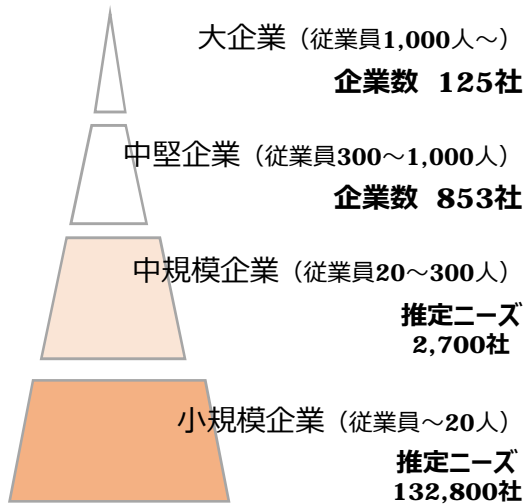 大企業（従業員1,000人～）
企業数 125社
中堅企業（従業員300～1,000人）
企業数 853社
中規模企業（従業員20～300人）
推定ニーズ
2,700社
小規模企業（従業員～20人）
推定ニーズ
132,800社